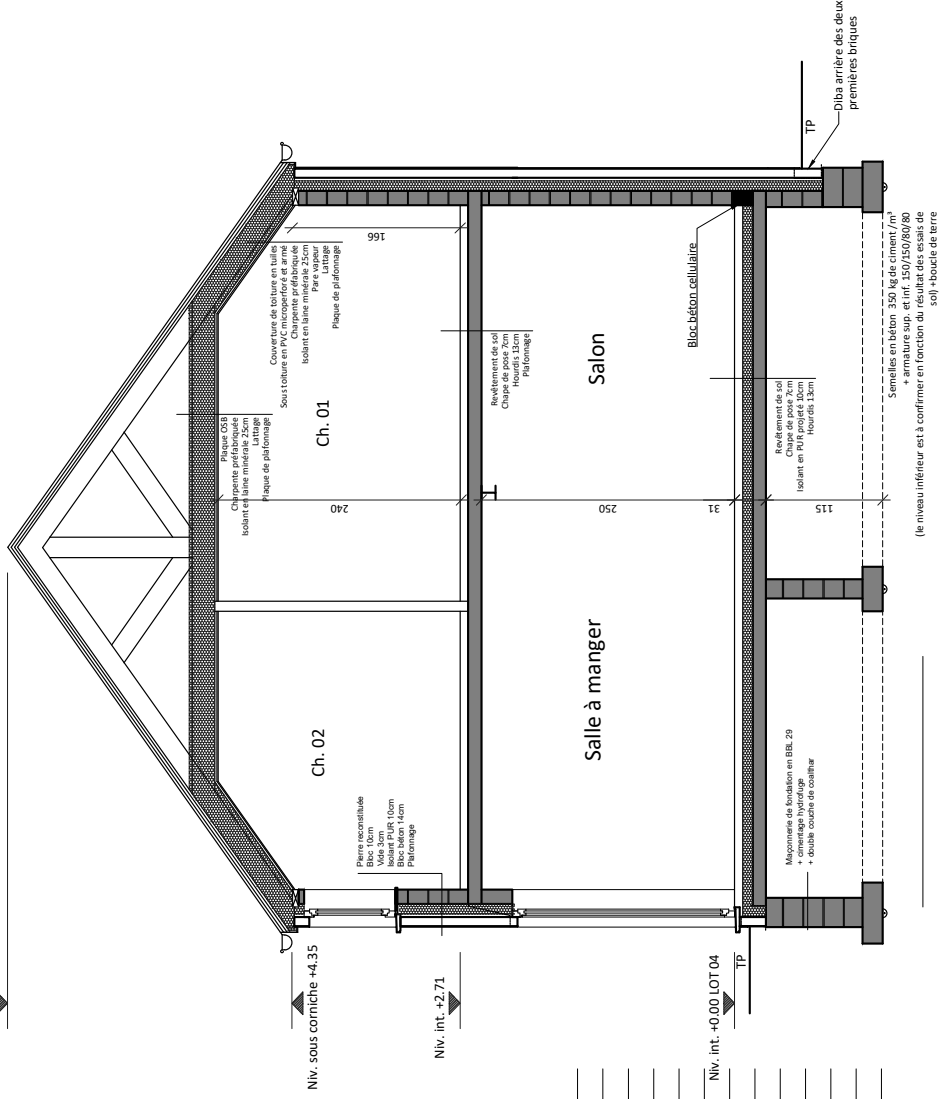 Couverture de toiture en tuiles
Sous toiture en PVC microperforé et armé
Charpente préfabriquée
Isolant en laine minérale 25cm
Pare vapeur
Lattage
Plaque de plafonnage
166
Plaque OSB
Charpente préfabriquée
Isolant en laine minérale 25cm
Lattage
Plaque de plafonnage
Ch. 01
240
Ch. 02
Revêtement de sol
Chape de pose 7cm
Hourdis 13cm
Plafonnage
Salon
250
31
Salle à manger
Bloc béton cellulaire
Pierre reconstituée
Bloc 10cm
Vide 3cm
Isolant PUR 10cm
Bloc béton 14cm
Plafonnage
Revêtement de sol
Chape de pose 7cm
Isolant en PUR projeté 10cm
Hourdis 13cm
115
Maçonnerie de fondation en BBL 29
+ cimentage hydrofuge
+ double couche de coalthar
Niv. sous corniche +4.35
Niv. int. +2.71
Niv. int. +0.00 LOT 04
TP
TP
Diba arrière des deux
premières briques
Semelles en béton 350 kg de ciment /m³
+ armature sup. et inf. 150/150/80/80
(le niveau inférieur est à confirmer en fonction du résultat des essais de
sol) +boucle de terre